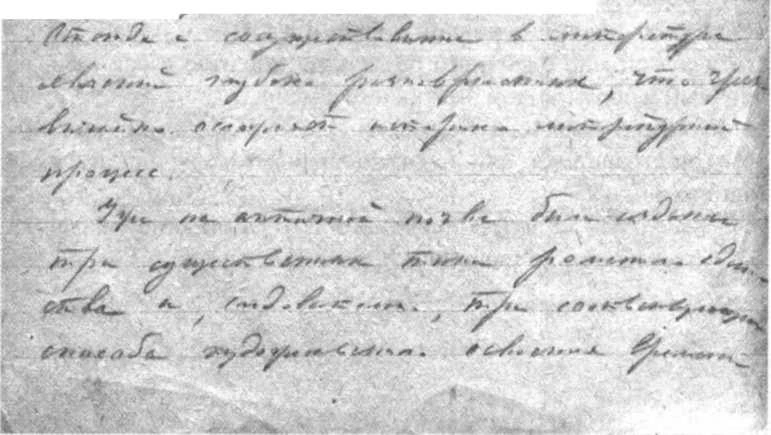 Отсюда и сосуществование в литературе
явлений глубоко разновременных, что чрез
вычайно осложняет историко литературный
процесс.
Уже на античной почве были созданы
три существенных типа романного един
ства и, следовательно, три соответствующих
способа художественного освоения времени